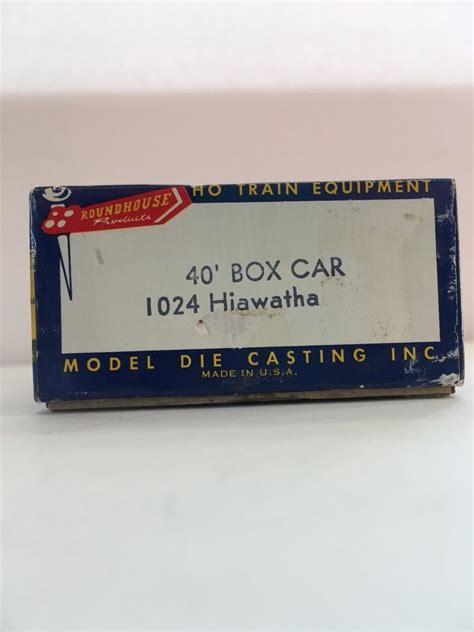 ROUNDHOUSE
Products
HO TRAIN EQUIPMENT
40' BOX CAR
1024 Hiawatha
MODEL DIE CASTING INC
MADE IN U.S.A.